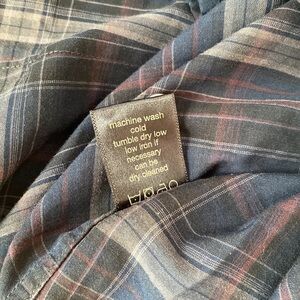 machine wash
cold
tumble dry low
low iron if
necessary
can be
dry cleaned